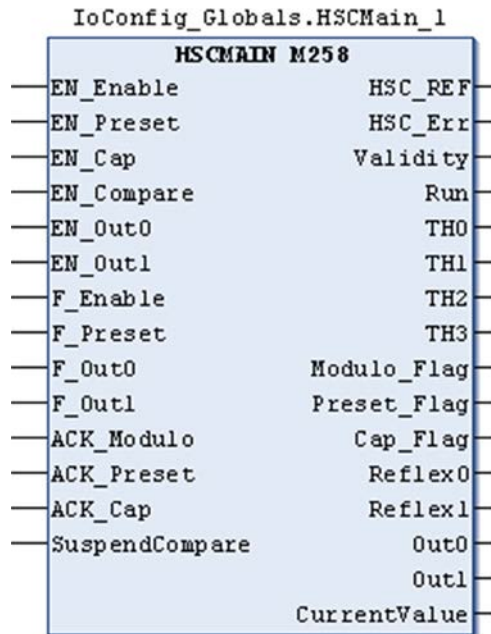 IoConfig_Globals.HSCMain_1
HSCMAIN M258
EN_Enable HSC_REF
EN_Preset HSC_Err
EN_Cap Validity
EN_Compare Run
EN_Out0 TH0
EN_Out1 TH1
F_Enable TH2
F_Preset TH3
F_Out0 Modulo_Flag
F_Out1 Preset_Flag
ACK_Modulo Cap_Flag
ACK_Preset Reflex0
ACK_Cap Reflex1
SuspendCompare Out0
Out1
CurrentValue